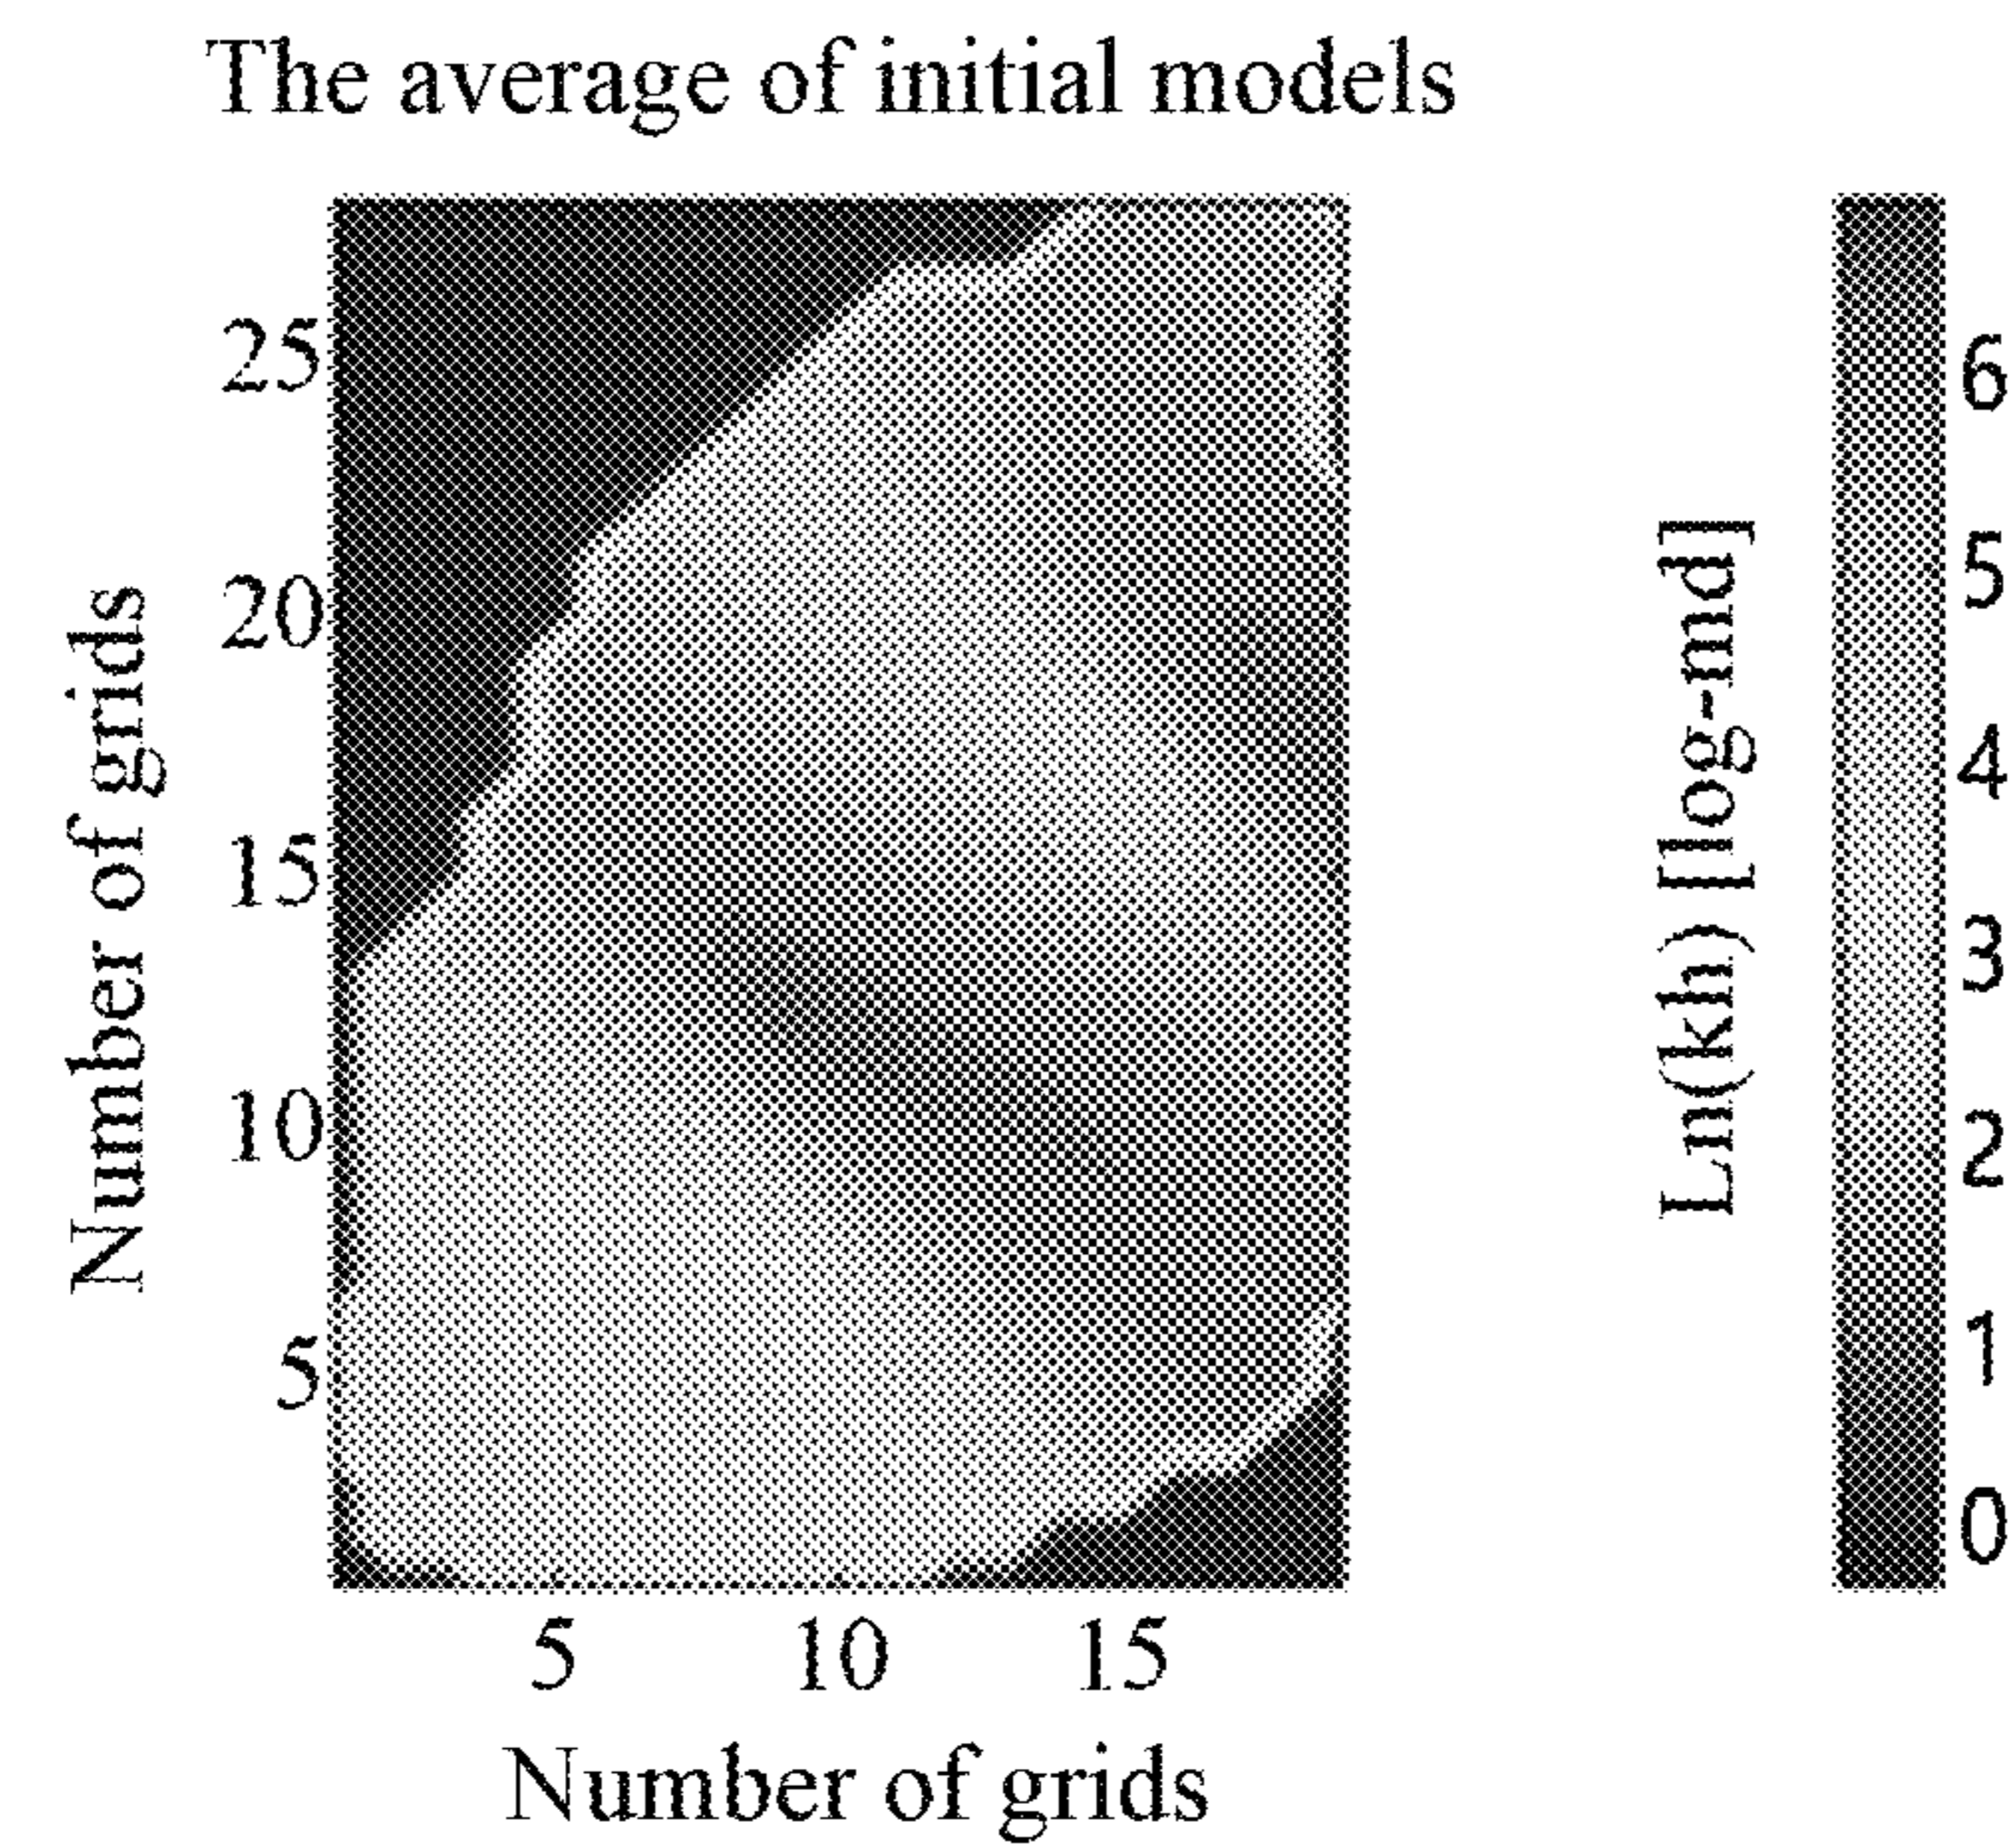 The average of initial models
Number of grids
25
20
15
10
5
5 10 15
Number of grids
Ln(kh) [log-md]
6
5
4
3
2
1
0